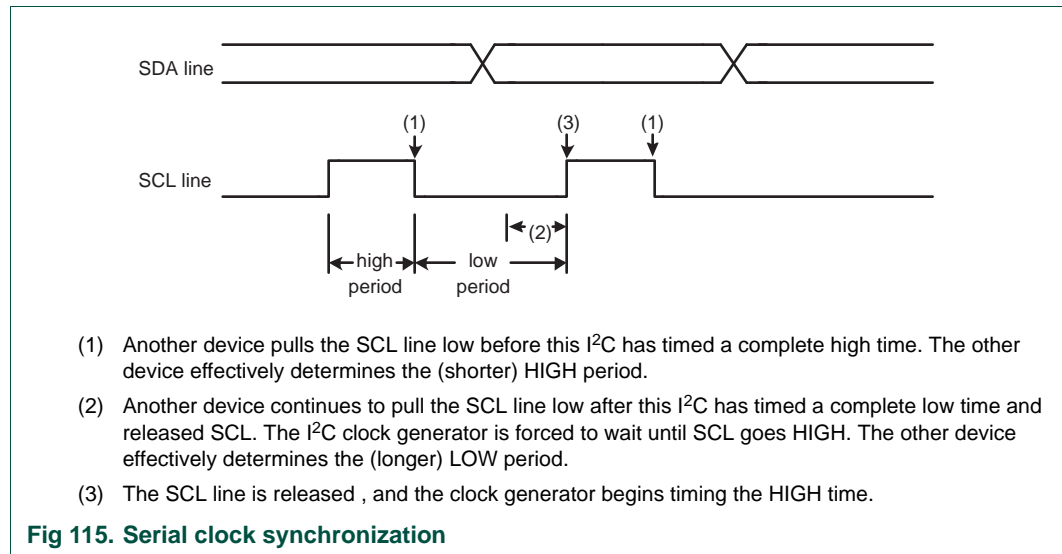 SDA line
(1) (3) (1)
SCL line
(2)
high low
period period
(1) Another device pulls the SCL line low before this I2C has timed a complete high time. The other
device effectively determines the (shorter) HIGH period.
(2) Another device continues to pull the SCL line low after this I2C has timed a complete low time and
released SCL. The I2C clock generator is forced to wait until SCL goes HIGH. The other device
effectively determines the (longer) LOW period.
(3) The SCL line is released , and the clock generator begins timing the HIGH time.
Fig 115. Serial clock synchronization